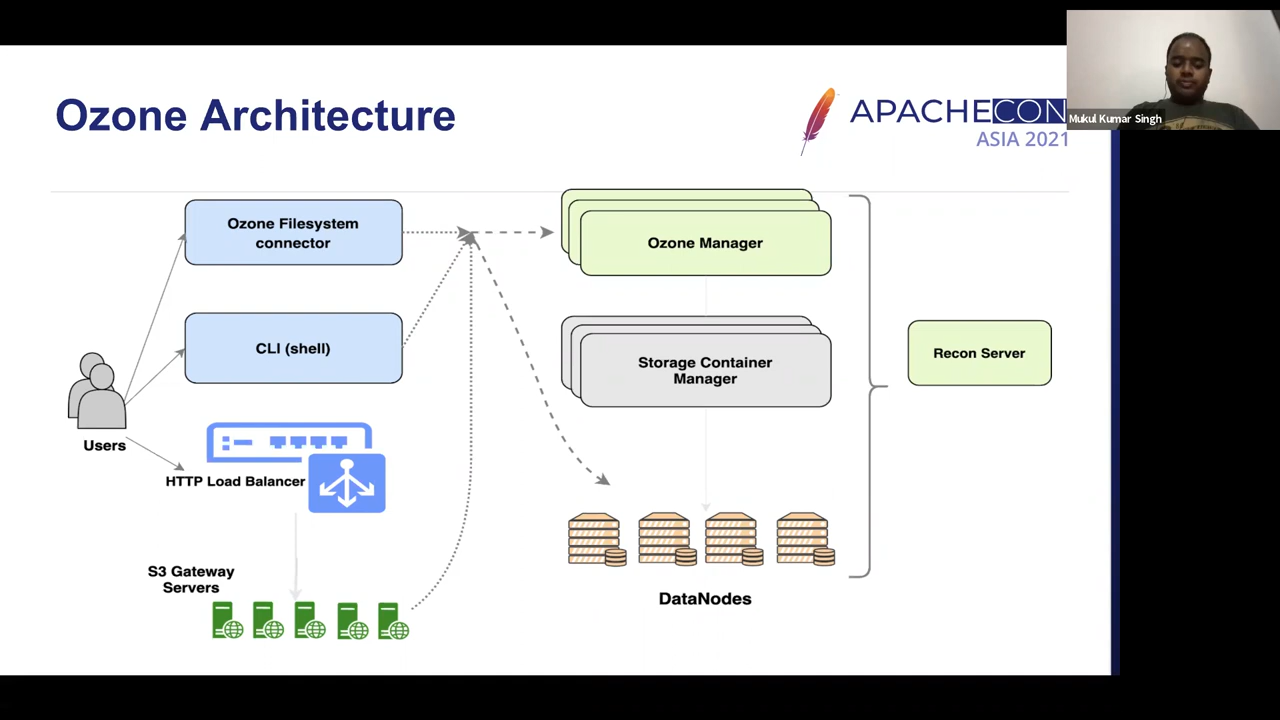 Ozone Architecture
APACHECON
ASIA 2021
Mukul Kumar Singh
Ozone Filesystem
connector
Ozone Manager
CLI (shell)
Storage Container
Manager
Recon Server
Users
HTTP Load Balancer
S3 Gateway
Servers
DataNodes